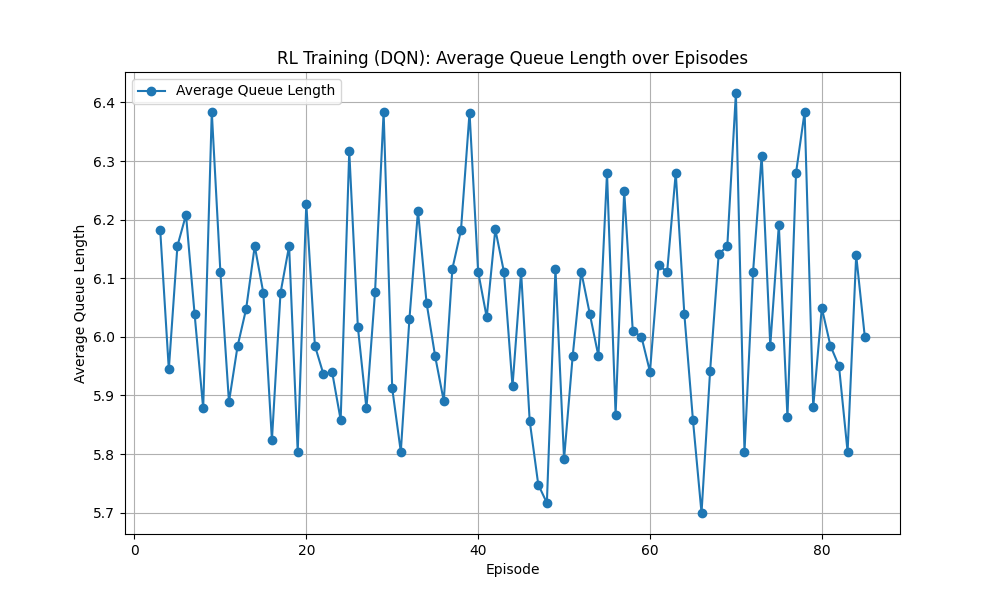 RL Training (DQN): Average Queue Length over Episodes
Average Queue Length
6.4
6.3
6.2
6.1
6.0
5.9
5.8
5.7
Average Queue Length
0 20 40 60 80
Episode